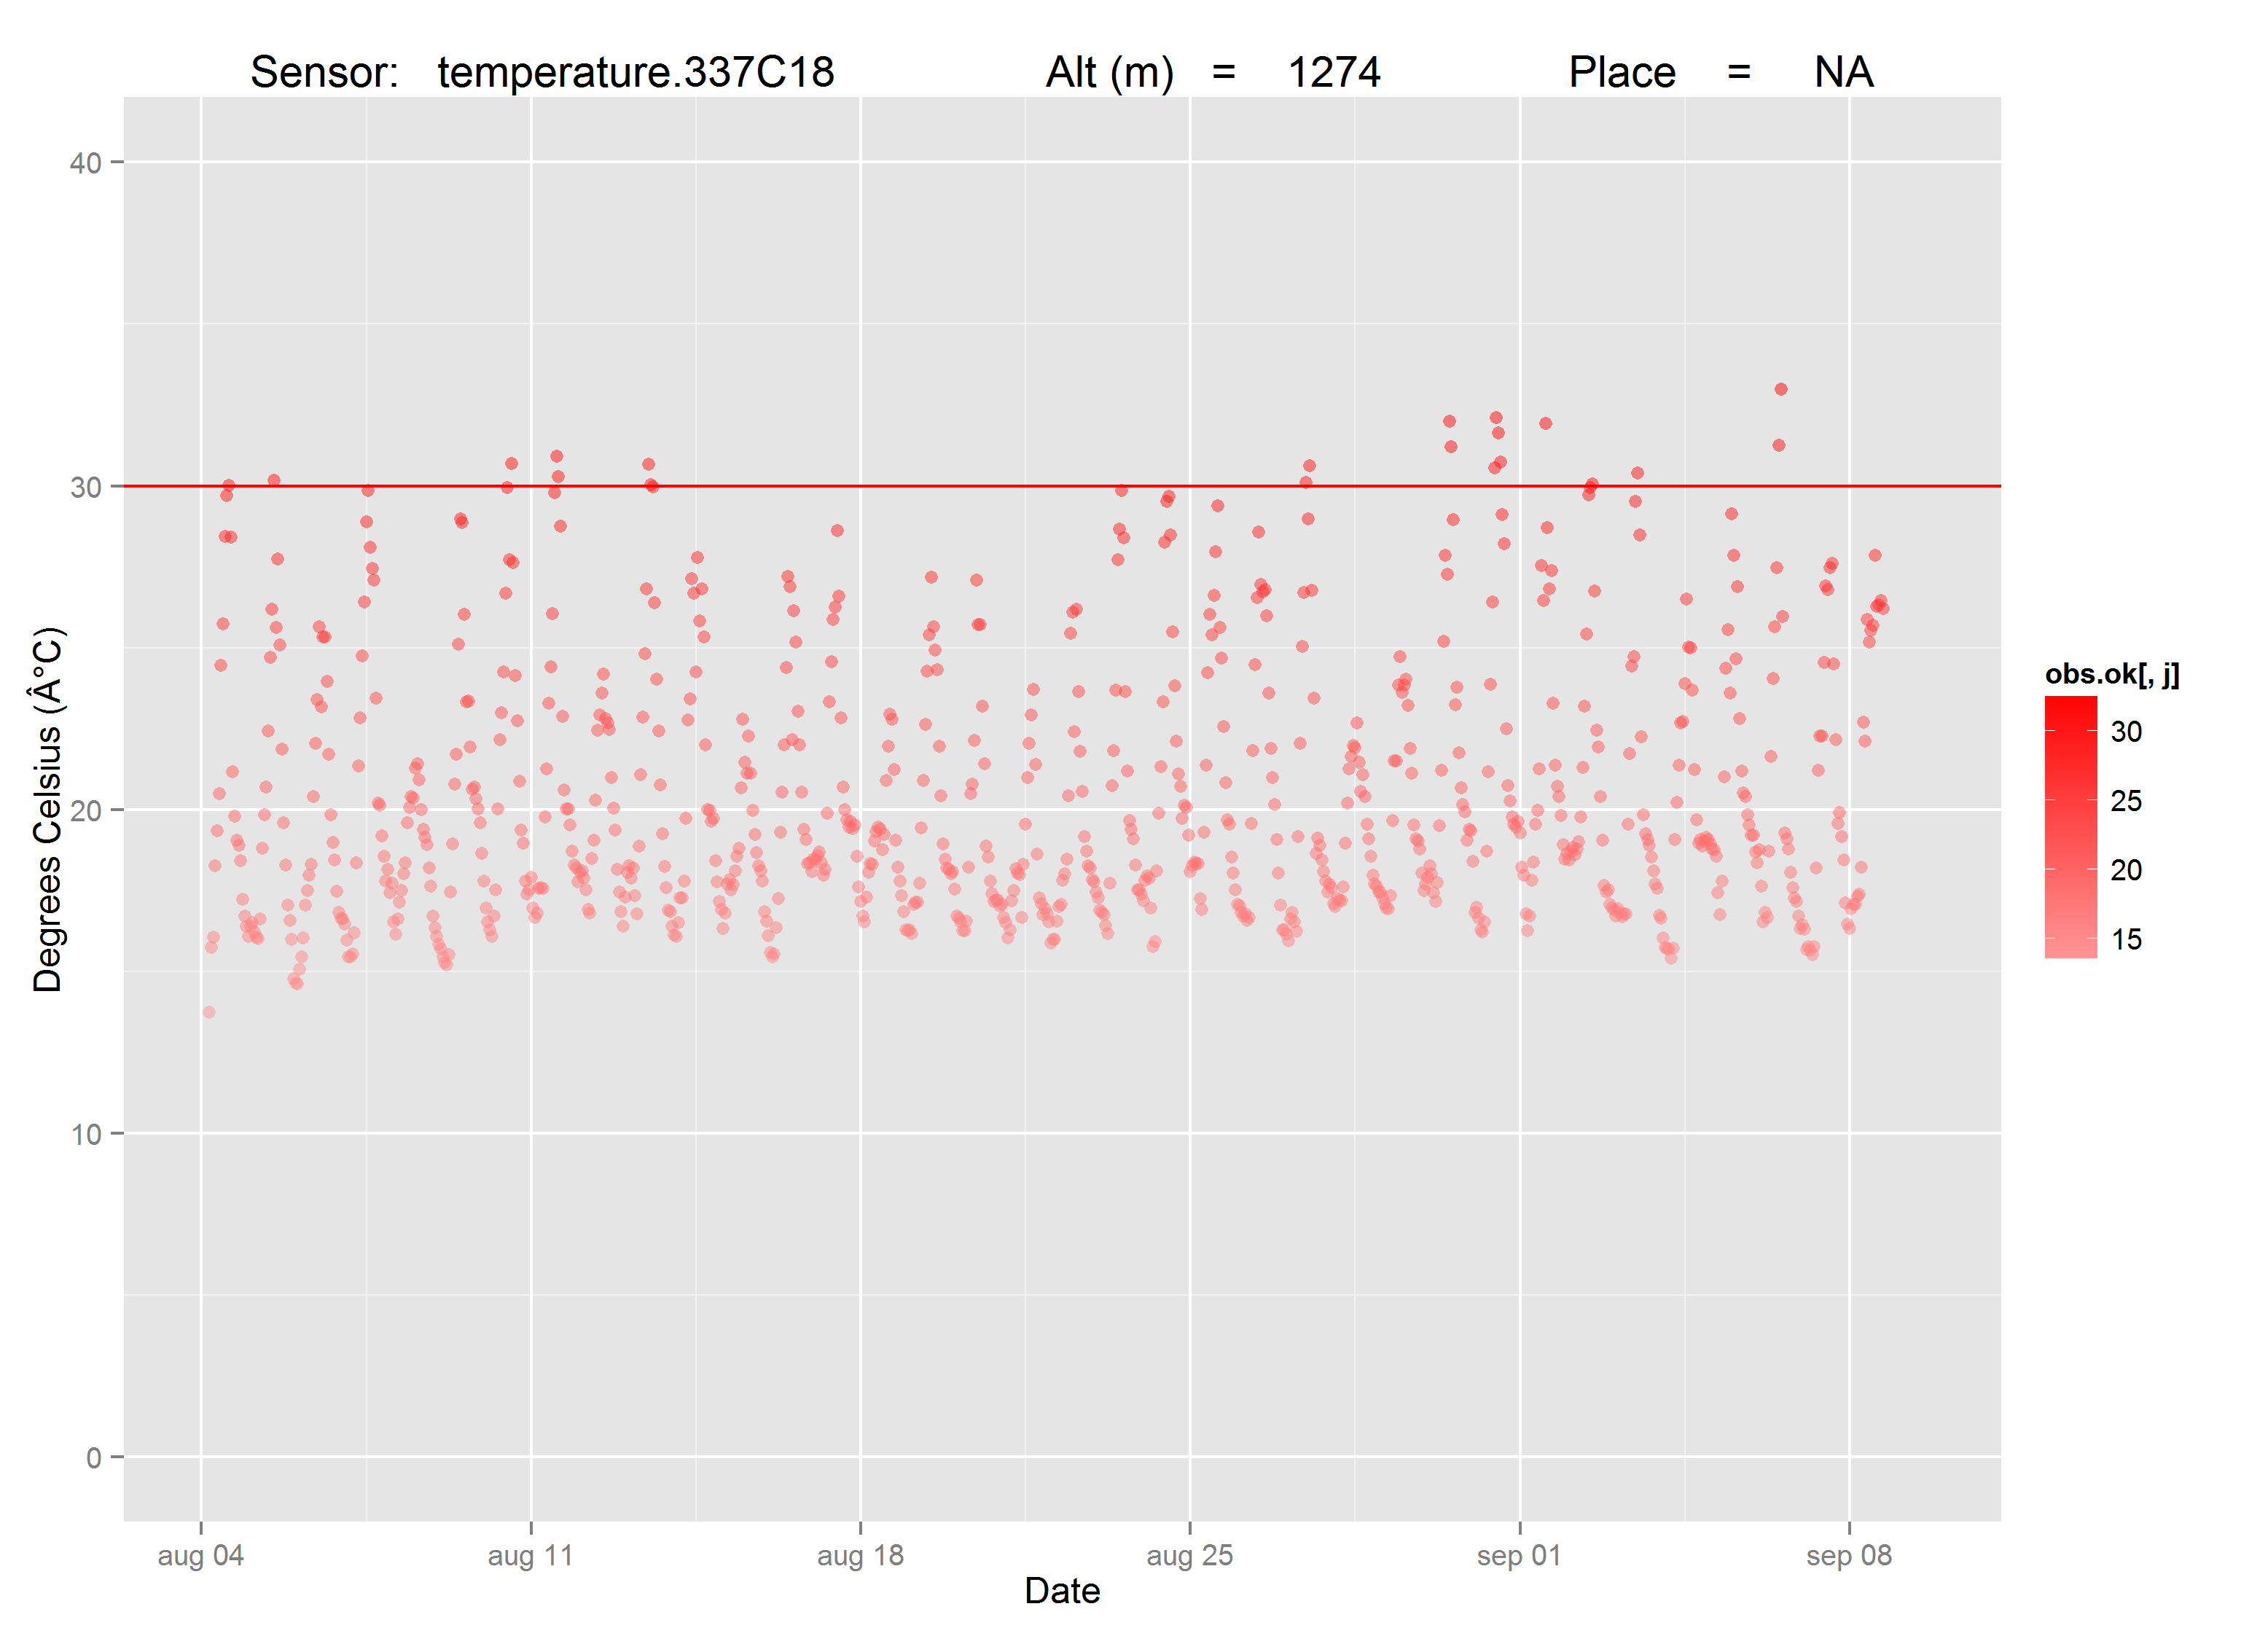 Sensor: temperature.337C18 Alt (m) = 1274 Place = NA
40
30
20
10
0
Degrees Celsius (Â°C)
aug 04 aug 11 aug 18 aug 25 sep 01 sep 08
Date
obs.ok[, j]
30
25
20
15